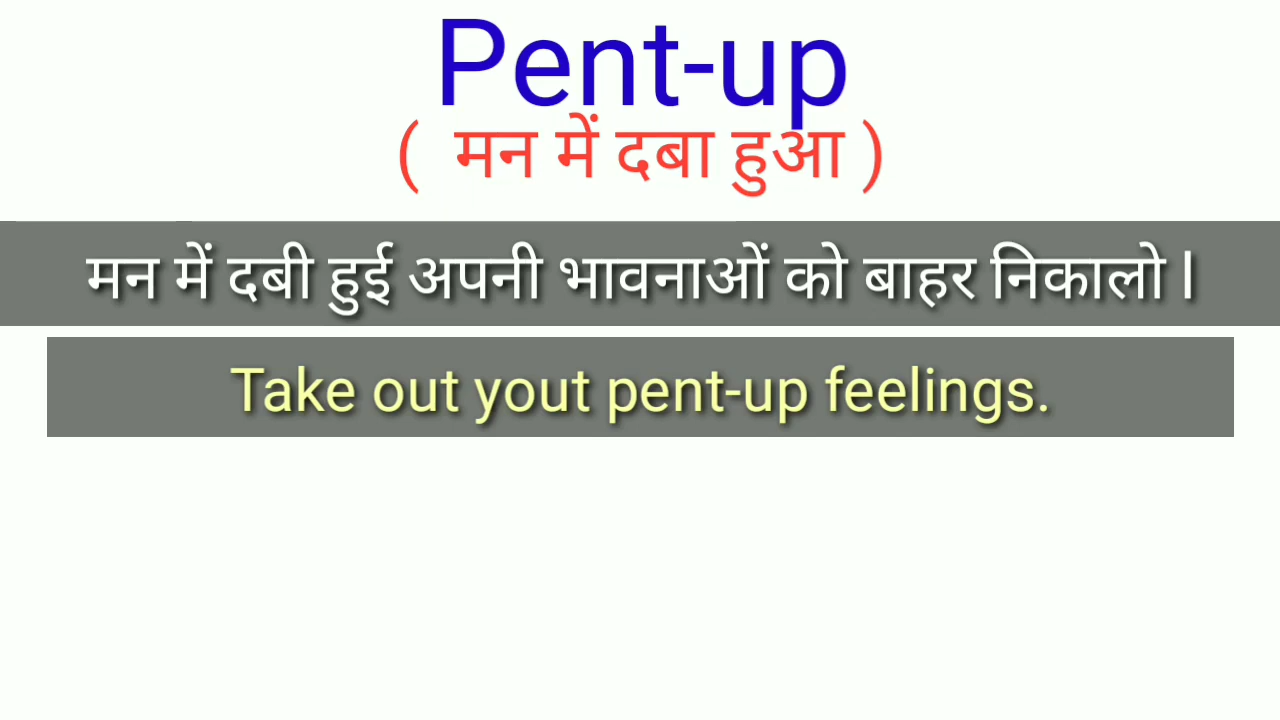 Pent-up
( मन में दबा हुआ )
मन में दबी हुई अपनी भावनाओं को बाहर निकालो l
Take out yout pent-up feelings.